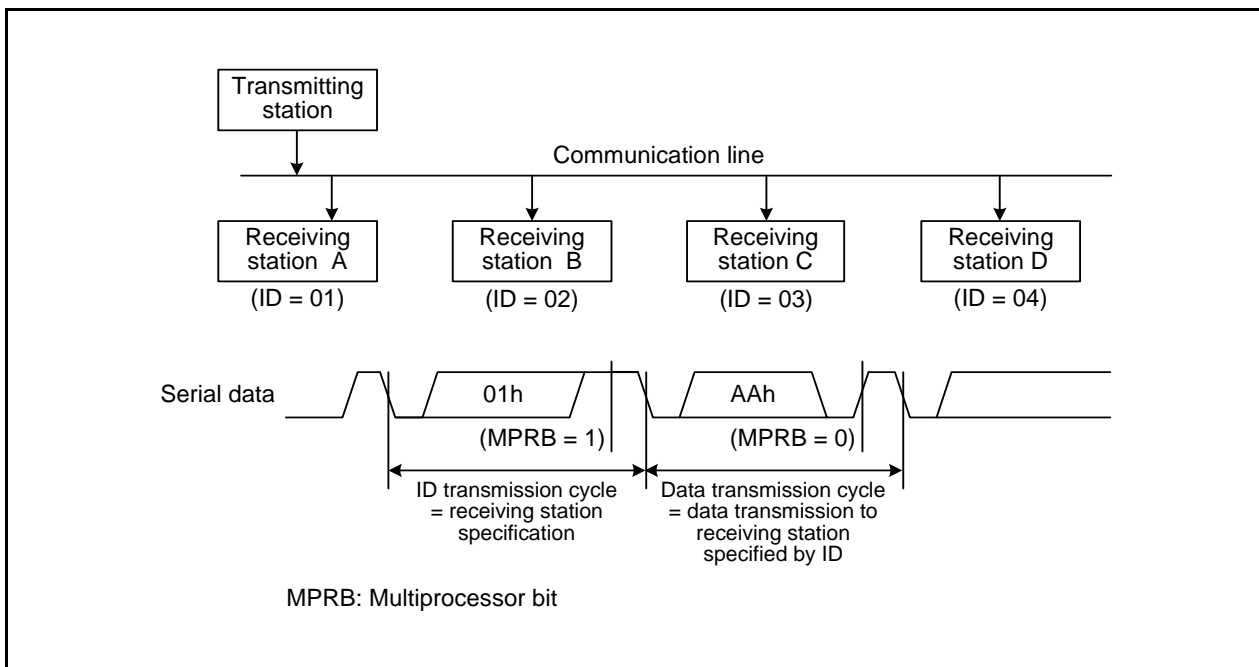 Transmitting
station
Communication line
Receiving
station A
(ID = 01)
Receiving
station B
(ID = 02)
Receiving
station C
(ID = 03)
Receiving
station D
(ID = 04)
Serial data
01h
(MPRB = 1)
AAh
(MPRB = 0)
ID transmission cycle
= receiving station
specification
Data transmission cycle
= data transmission to
receiving station
specified by ID
MPRB: Multiprocessor bit